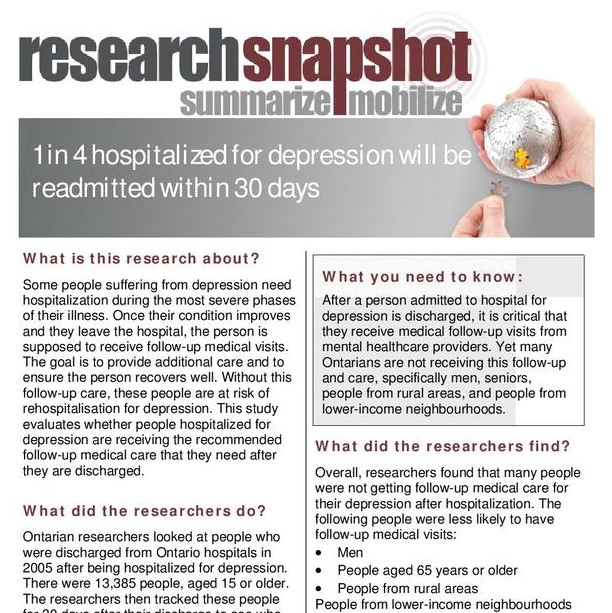 researchsnapshot
summarize mobilize
1 in 4 hospitalized for depression will be
readmitted within 30 days
What is this research about?
Some people suffering from depression need
hospitalization during the most severe phases
of their illness. Once their condition improves
and they leave the hospital, the person is
supposed to receive follow-up medical visits.
The goal is to provide additional care and to
ensure the person recovers well. Without this
follow-up care, these people are at risk of
rehospitalisation for depression. This study
evaluates whether people hospitalized for
depression are receiving the recommended
follow-up medical care that they need after
they are discharged.
What did the researchers do?
Ontarian researchers looked at people who
were discharged from Ontario hospitals in
2005 after being hospitalized for depression.
There were 13,385 people, aged 15 or older.
The researchers then tracked these people
for 30 days after their discharge to see who
What you need to know:
After a person admitted to hospital for
depression is discharged, it is critical that
they receive medical follow-up visits from
mental healthcare providers. Yet many
Ontarians are not receiving this follow-up
and care, specifically men, seniors,
people from rural areas, and people from
lower-income neighbourhoods.
What did the researchers find?
Overall, researchers found that many people
were not getting follow-up medical care for
their depression after hospitalization. The
following people were less likely to have
follow-up medical visits:
• Men
• People aged 65 years or older
• People from rural areas
People from lower-income neighbourhoods